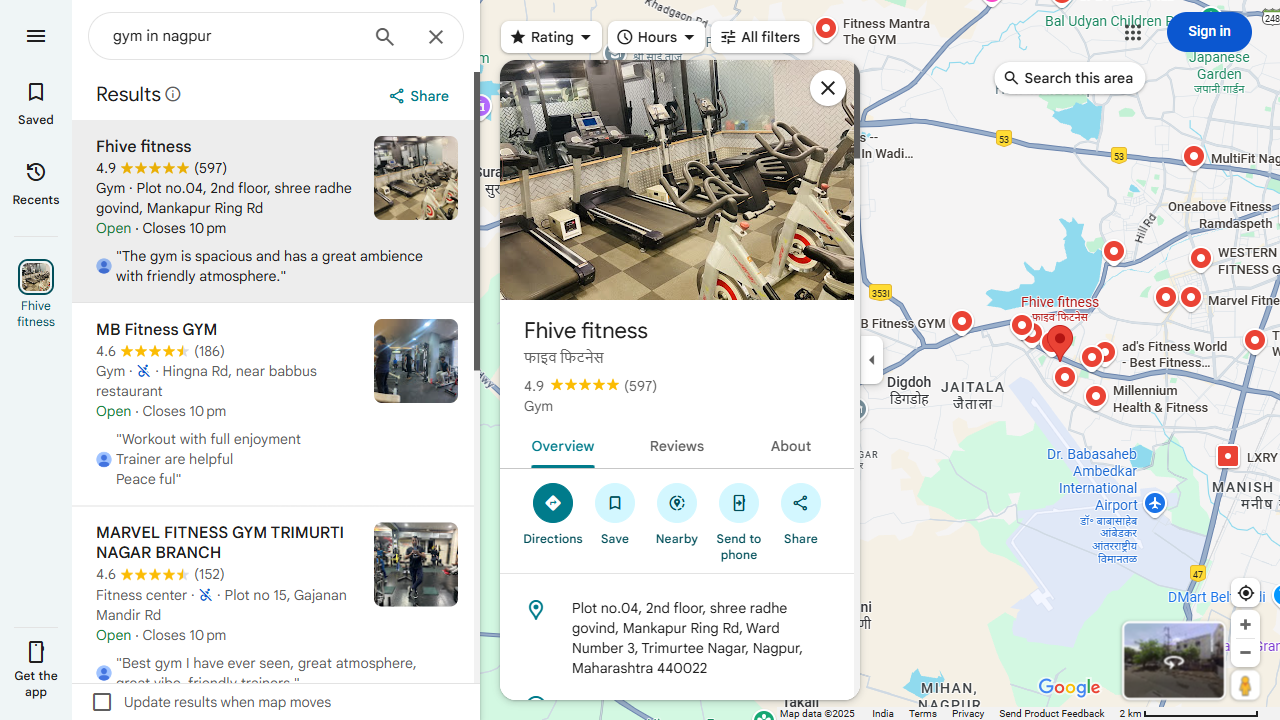 gym in nagpur
Saved
Recents
Fhive
fitness
Get the
app
Results
Share
Fhive fitness
4.9 (597)
Gym · Plot no.04, 2nd floor, shree radhe
govind, Mankapur Ring Rd
Open · Closes 10 pm
"The gym is spacious and has a great ambience
with friendly atmosphere."
MB Fitness GYM
4.6 (186)
Gym · · Hingna Rd, near babbus
restaurant
Open · Closes 10 pm
"Workout with full enjoyment
Trainer are helpful
Peace ful"
MARVEL FITNESS GYM TRIMURTI
NAGAR BRANCH
4.6 (152)
Fitness center · · Plot no 15, Gajanan
Mandir Rd
Open · Closes 10 pm
"Best gym I have ever seen, great atmosphere,
Update results when map moves
Rating
Hours
All filters
Sign in
Search this area
Fhive fitness
फाइव फिटनेस
4.9 (597)
Gym
Overview
Reviews
About
Directions
Save
Nearby
Send to
phone
Share
Plot no.04, 2nd floor, shree radhe
govind, Mankapur Ring Rd, Ward
Number 3, Trimurtee Nagar, Nagpur,
Maharashtra 440022
Fitness Mantra
The GYM
Bal Udyan Children
Japanese
Garden
जपानी गार्डन
In Wadi...
53
53
MultiFit Nag
Oneabove Fitness
Ramdaspeth
Hill Rd
WESTERN
FITNESS G
353I
Fhive fitness
फाइव फिटनेस
B Fitness GYM
Marvel Fitne
ad's Fitness World
- Best Fitness...
Digdoh
डिगडोह
JAITALA
जैताला
Millennium
Health & Fitness
Dr. Babasaheb
Ambedkar
International
Airport
डॉ॰ बाबासाहेब
आंबेडकर
आंतरराष्ट्रीय
विमानतळ
LXRY
MANISH
मनीष
47
DMart Bel
MIHAN,
NAGPUR
Takali
Google
Map data ©2025
India
Terms
Privacy
Send Product Feedback
2 km